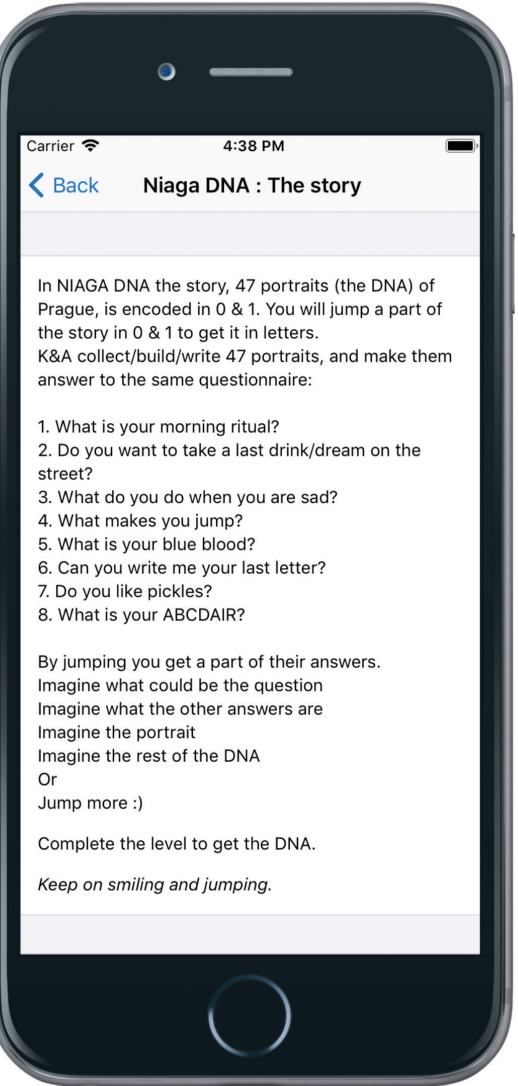 Carrier
4:38 PM
Back
Niaga DNA : The story
In NIAGA DNA the story, 47 portraits (the DNA) of
Prague, is encoded in 0 & 1. You will jump a part of
the story in 0 & 1 to get it in letters.
K&A collect/build/write 47 portraits, and make them
answer to the same questionnaire:
1. What is your morning ritual?
2. Do you want to take a last drink/dream on the
street?
3. What do you do when you are sad?
4. What makes you jump?
5. What is your blue blood?
6. Can you write me your last letter?
7. Do you like pickles?
8. What is your ABCDAIR?
By jumping you get a part of their answers.
Imagine what could be the question
Imagine what the other answers are
Imagine the portrait
Imagine the rest of the DNA
Or
Jump more :)
Complete the level to get the DNA.
Keep on smiling and jumping.